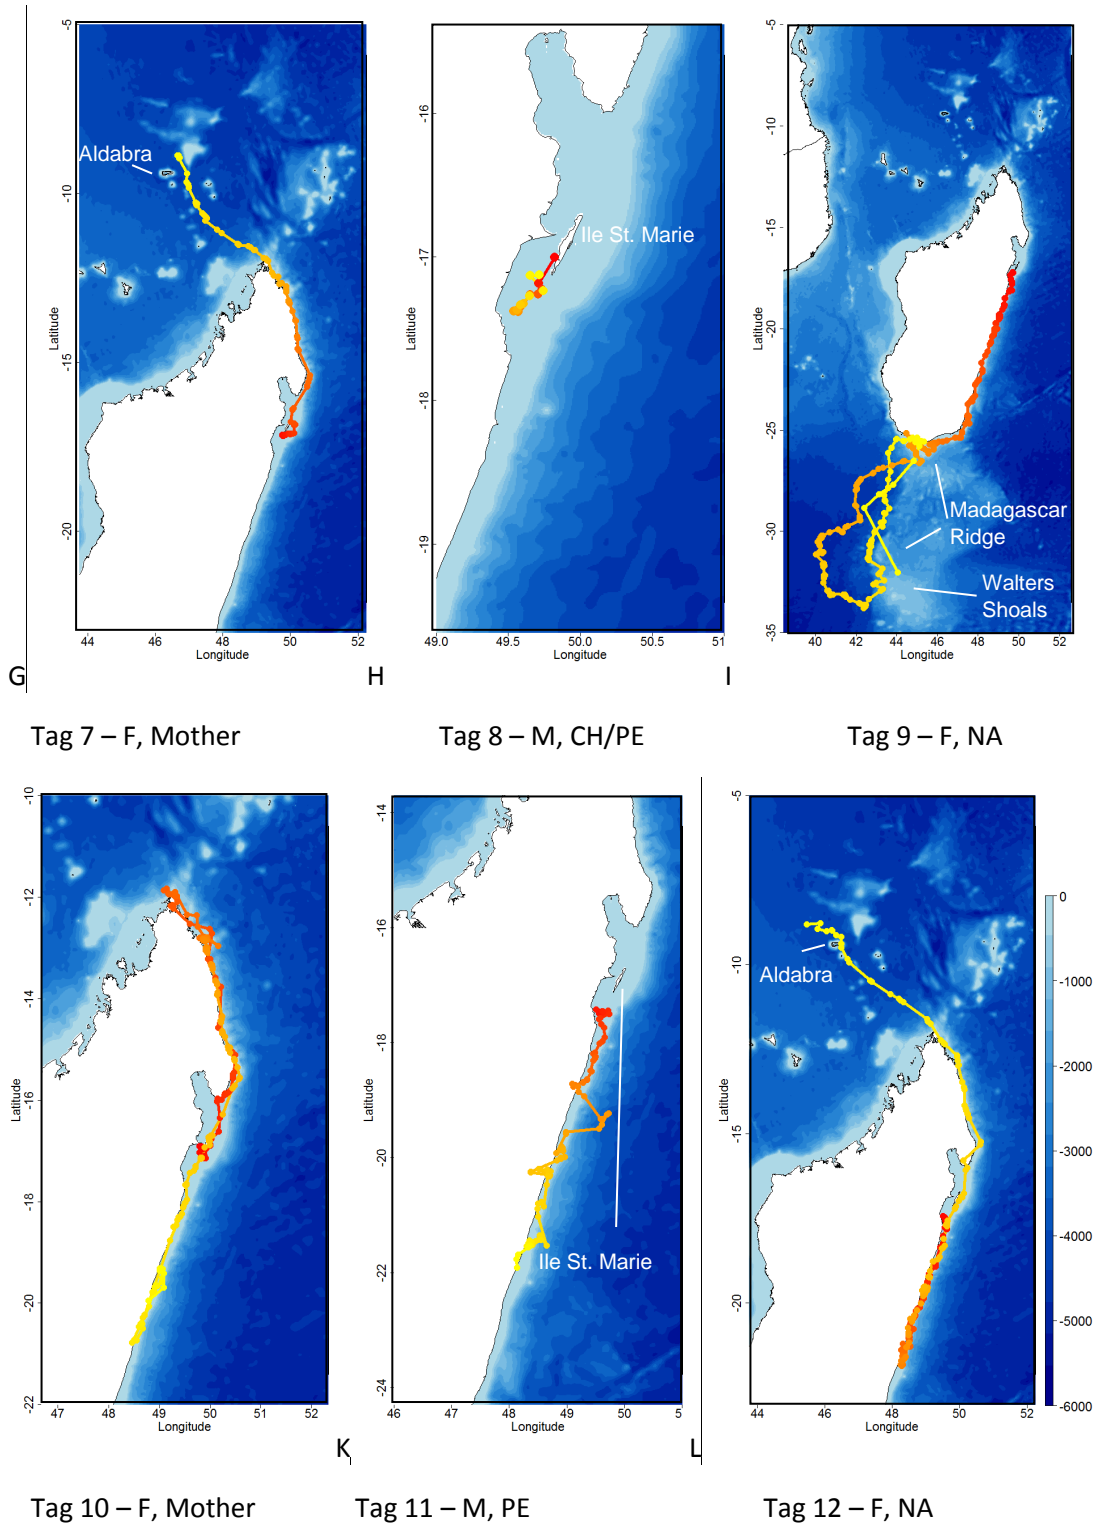 -5
-10
-15
-20
Latitude
Aldabra
44
46
48
50
52
Longitude
G
-16
-17
-18
-19
Latitude
Ile St. Marie
49.0
49.5
50.0
50.5
51
Longitude
H
-5
-10
-15
-20
-25
-30
-35
Latitude
Madagascar
Ridge
Walters
Shoals
40
42
44
46
48
50
52
Longitude
I
Tag 7 – F, Mother
Tag 8 – M, CH/PE
Tag 9 – F, NA
-10
-12
-14
-16
-18
-20
-22
Latitude
47
49
50
51
52
Longitude
-14
-16
-18
-20
-22
-24
Latitude
Ile St. Marie
46
47
48
49
50
5
Longitude
K
-5
-10
-15
-20
Latitude
Aldabra
44
46
48
50
52
Longitude
L
0
-1000
-2000
-3000
-4000
-5000
-6000
Tag 10 – F, Mother
Tag 11 – M, PE
Tag 12 – F, NA